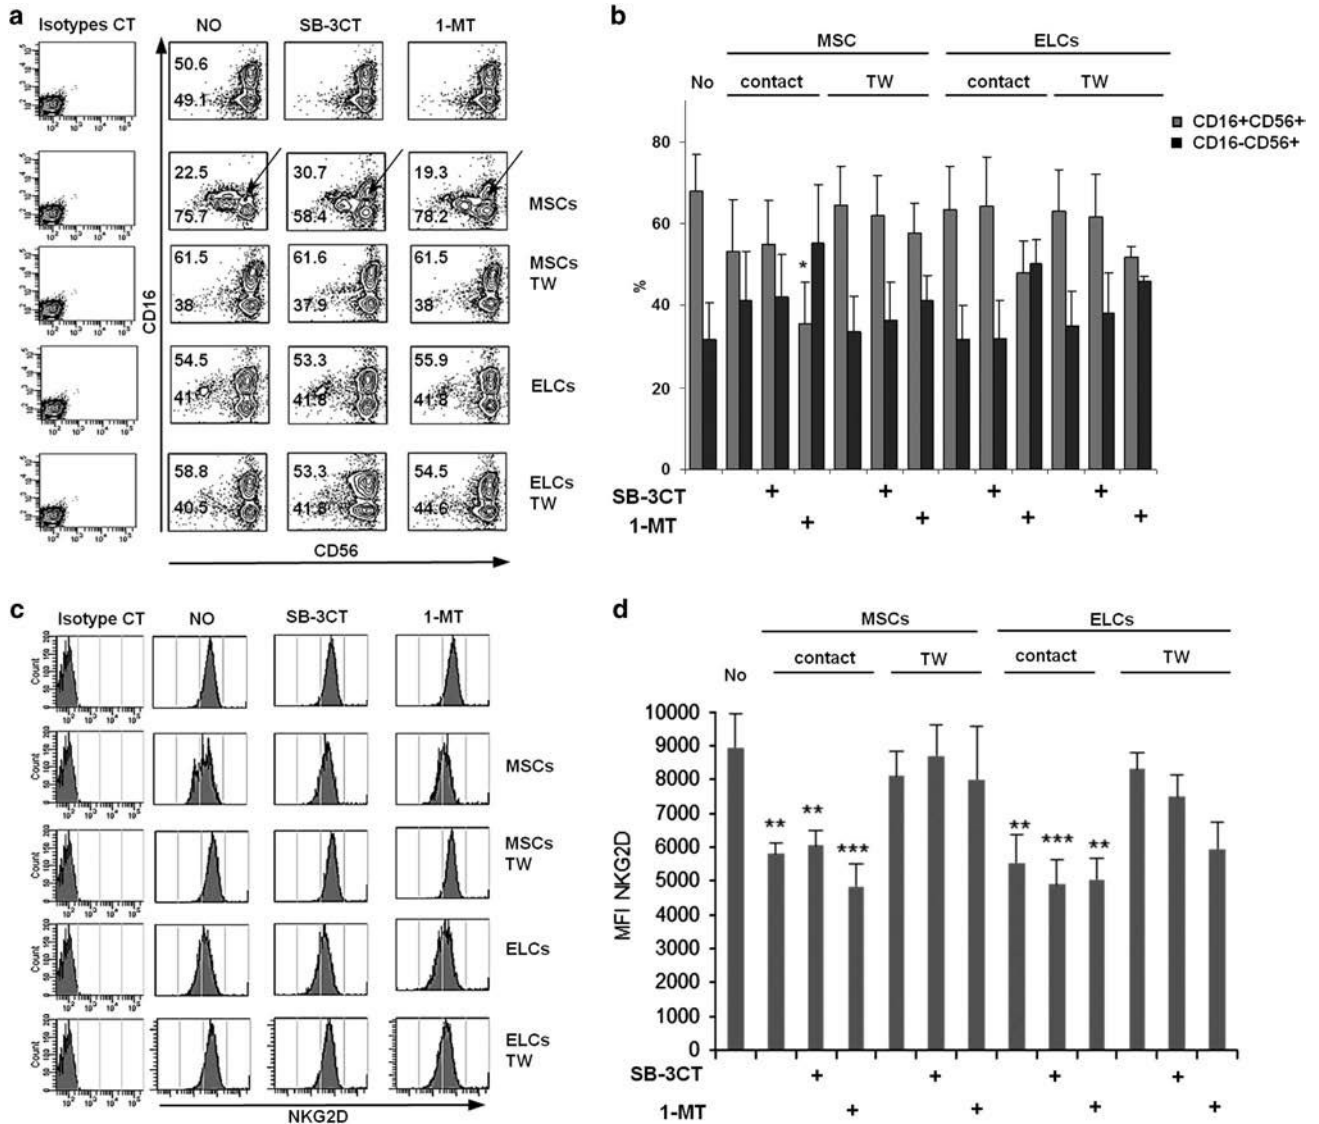 a
Isotypes CT NO SB-3CT 1-MT
50.6
49.1
22.5 30.7 19.3
75.7 58.4 78.2
MSCs
61.5 61.6 61.5
38 37.9 38
MSCs
TW
54.5 53.3 55.9
41 41.8 41.8
ELCs
58.8 53.3 54.5
40.5 41.8 44.6
ELCs
TW
CD16
CD56
b
MSC ELCs
No contact TW contact TW
CD16+CD56+
CD16-CD56+
80
60
40
20
0
%
*
SB-3CT + + + +
1-MT + + + +
c
Isotype CT NO SB-3CT 1-MT
Count
MSCs
Count
MSCs
TW
Count
ELCs
Count
ELCs
TW
Count
NKG2D
d
MSCs ELCs
No contact TW contact TW
10000
9000
8000
7000
6000
5000
4000
3000
2000
1000
0
MFI NKG2D
** ** *** ** *** **
SB-3CT + + + +
1-MT + + + +